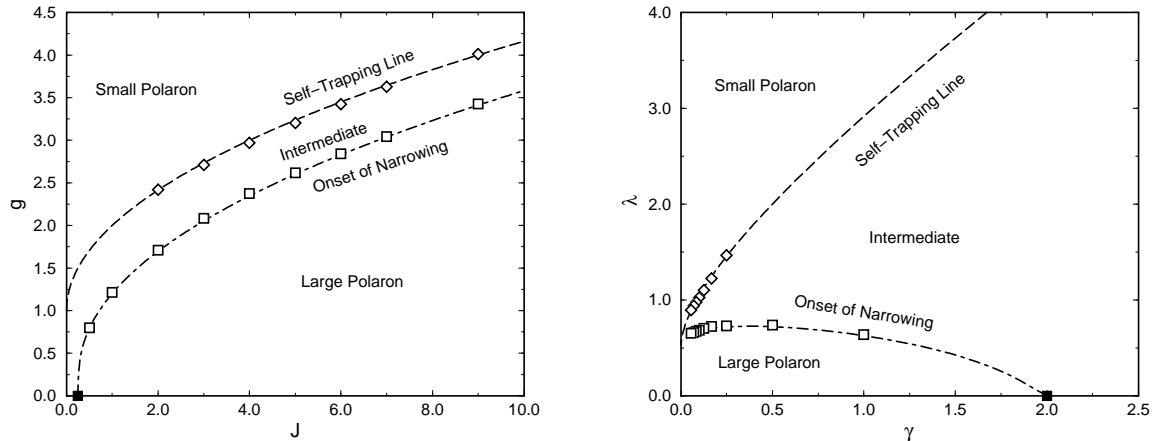 4.5
4.0
3.5
3.0
2.5
2.0
1.5
1.0
0.5
0.0
g
0.0
2.0
4.0
6.0
8.0
10.0
J
Small Polaron
Self−Trapping Line
Intermediate
Onset of Narrowing
Large Polaron
4.0
3.0
2.0
1.0
0.0
λ
0.0
0.5
1.0
1.5
2.0
2.5
γ
Small Polaron
Self−Trapping Line
Intermediate
Onset of Narrowing
Large Polaron